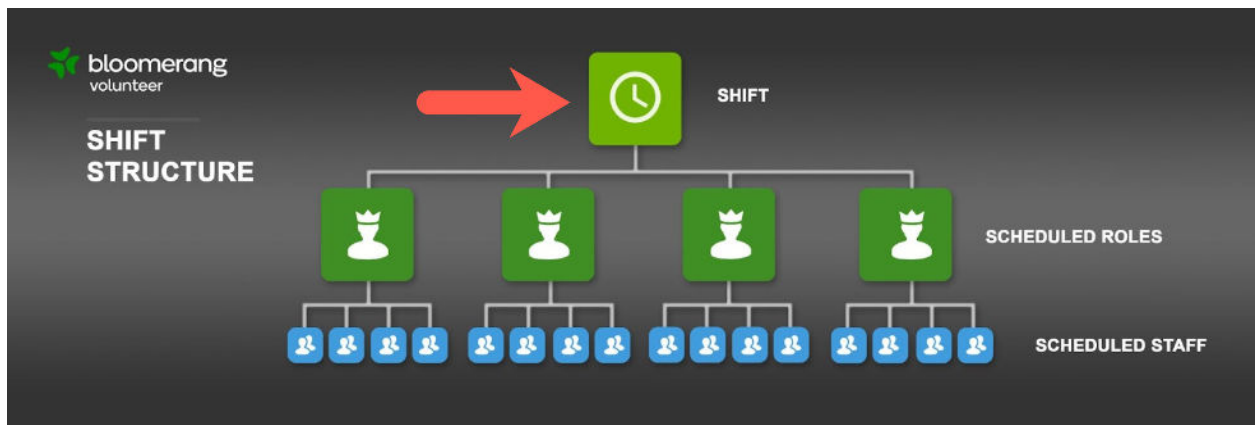 bloomerang
volunteer
SHIFT
STRUCTURE
SHIFT
SCHEDULED ROLES
SCHEDULED STAFF